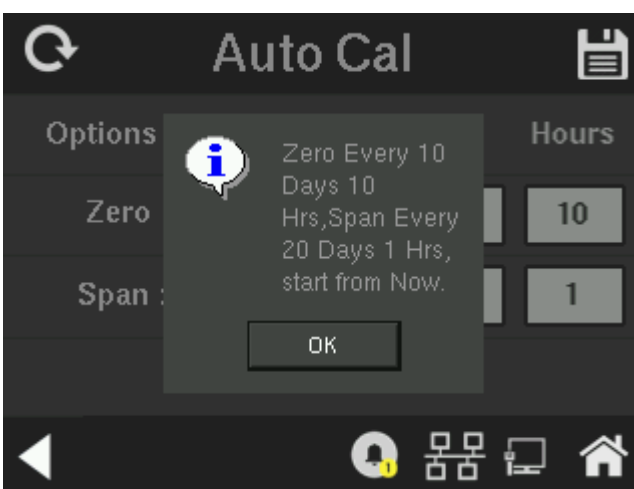 Auto Cal
Options
Hours
Zero
10
Span :
1
Zero Every 10
Days 10
Hrs,Span Every
20 Days 1 Hrs,
start from Now.
OK
1